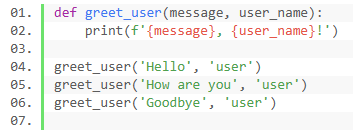 01. def greet_user(message, user_name):
02.     print(f'{message}, {user_name}!')
03.
04. greet_user('Hello', 'user')
05. greet_user('How are you', 'user')
06. greet_user('Goodbye', 'user')
07.